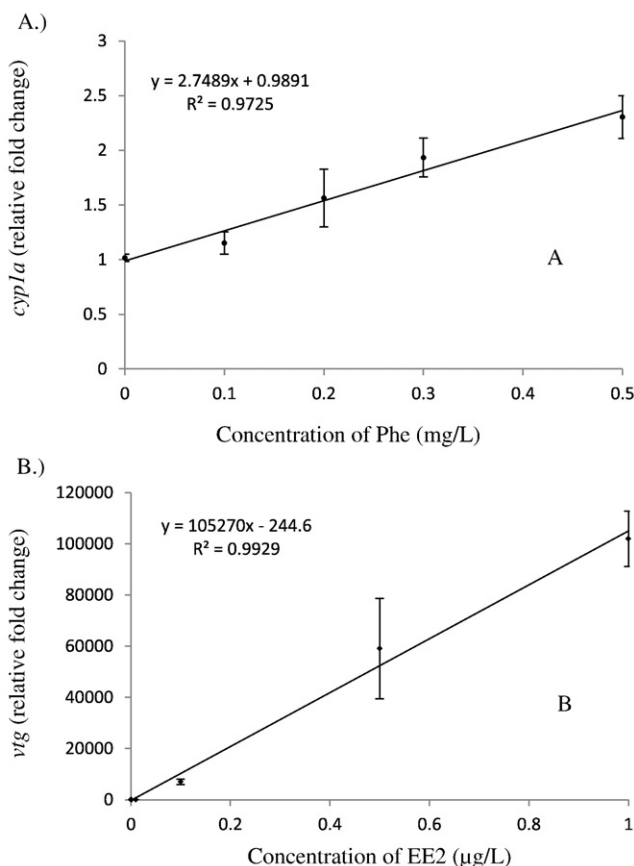 A.)
3
2.5
2
1.5
1
0.5
0
y = 2.7489x + 0.9891
R² = 0.9725
cyp1a (relative fold change)
A
0 0.1 0.2 0.3 0.4 0.5
Concentration of Phe (mg/L)
B.)
120000
100000
80000
60000
40000
20000
0
y = 105270x - 244.6
R² = 0.9929
vtg (relative fold change)
B
0 0.2 0.4 0.6 0.8 1
Concentration of EE2 (µg/L)